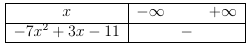 x −∞ +∞
−7x² + 3x − 11 −